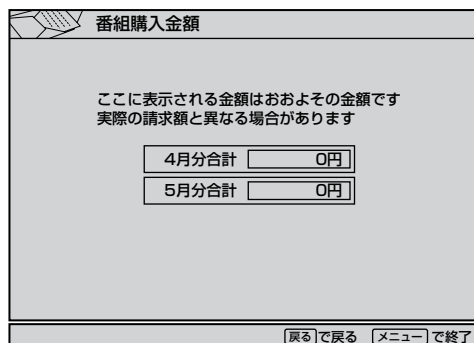 番組購入金額
ここに表示される金額はおおよその金額です
実際の請求額と異なる場合があります
4月分合計 0円
5月分合計 0円
戻るで戻る メニューで終了